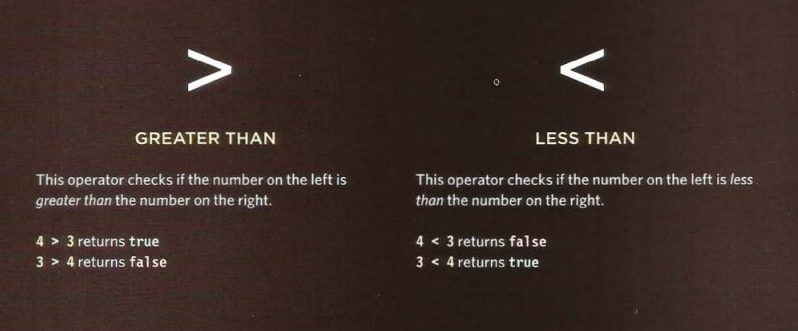 >
GREATER THAN
This operator checks if the number on the left is
greater than the number on the right.
4 > 3 returns true
3 > 4 returns false
<
LESS THAN
This operator checks if the number on the left is less
than the number on the right.
4 < 3 returns false
3 < 4 returns true